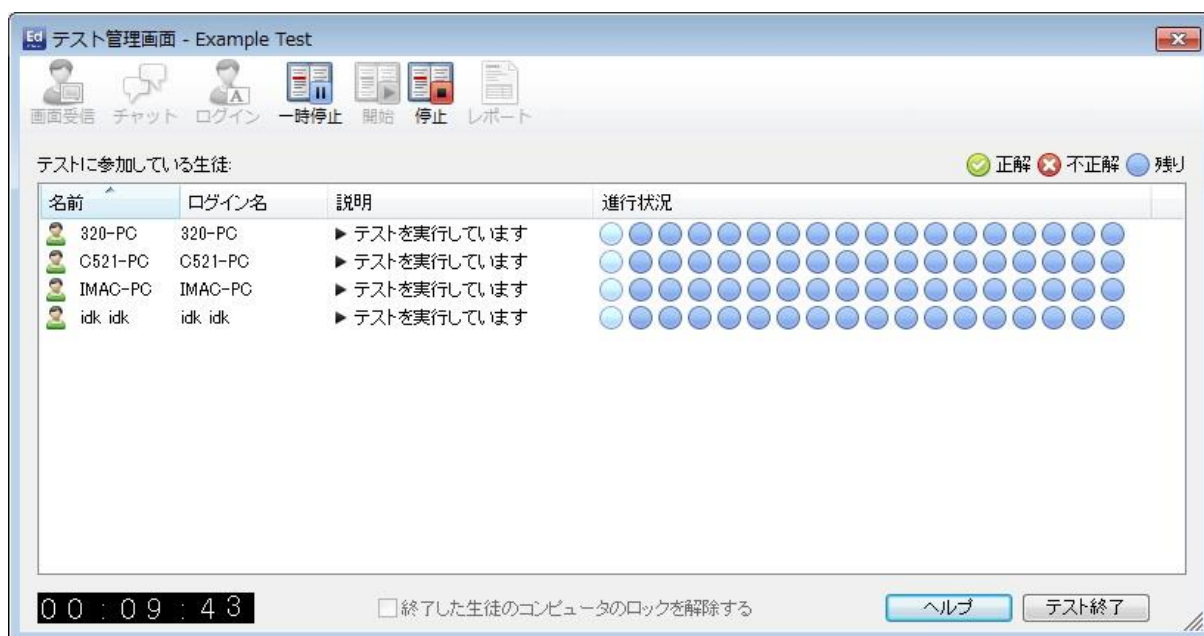 Ed テスト管理画面 - Example Test
画面受信 チャット ログイン 一時停止 開始 停止 レポート
テストに参加している生徒: 正解 不正解 残り
名前 ログイン名 説明 進行状況
320-PC 320-PC ▶ テストを実行しています
C521-PC C521-PC ▶ テストを実行しています
IMAC-PC IMAC-PC ▶ テストを実行しています
idk idk idk idk ▶ テストを実行しています
00:09:43 終了した生徒のコンピュータのロックを解除する ヘルプ テスト終了